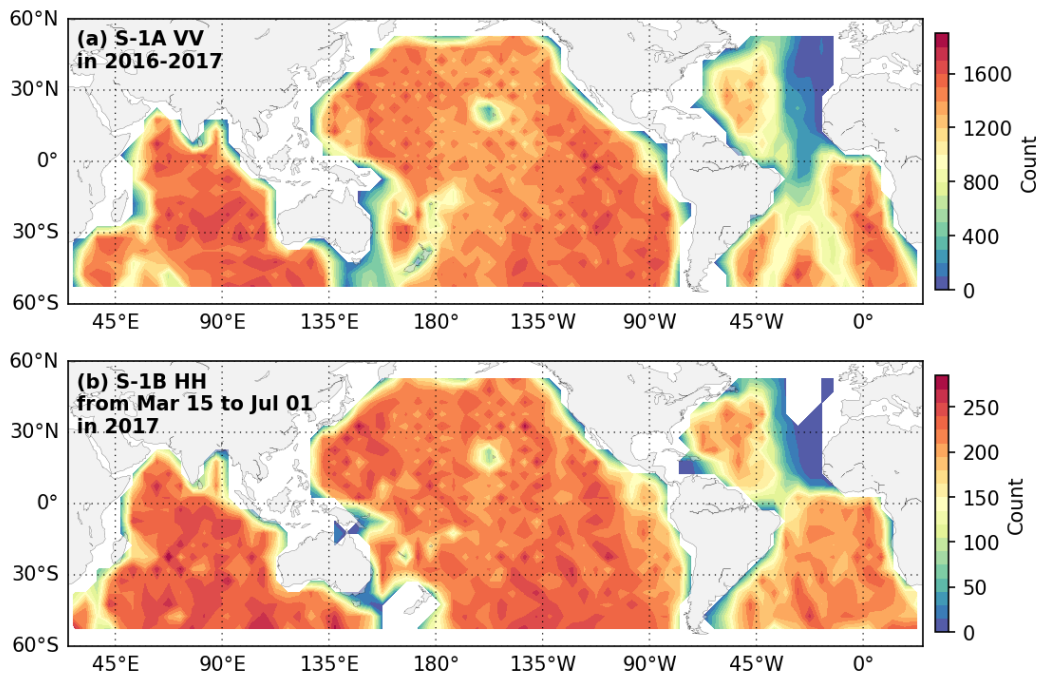 (a) S-1A VV
in 2016-2017
60°N
30°N
0°
30°S
60°S
45°E 90°E 135°E 180° 135°W 90°W 45°W 0°
1600
1200
800
400
0
Count
(b) S-1B HH
from Mar 15 to Jul 01
in 2017
60°N
30°N
0°
30°S
60°S
45°E 90°E 135°E 180° 135°W 90°W 45°W 0°
250
200
150
100
50
0
Count